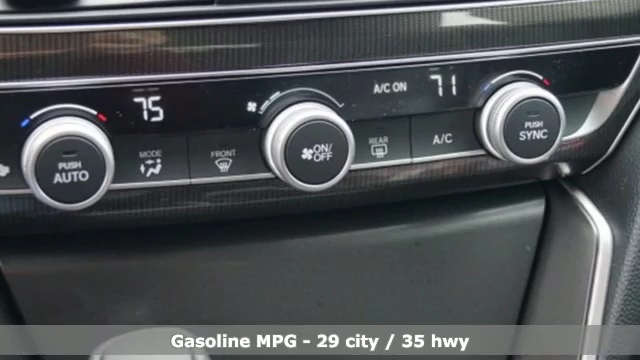 75
A/C ON 71
PUSH
AUTO
MODE
FRONT
ON/
OFF
REAR
A/C
PUSH
SYNC
Gasoline MPG - 29 city / 35 hwy